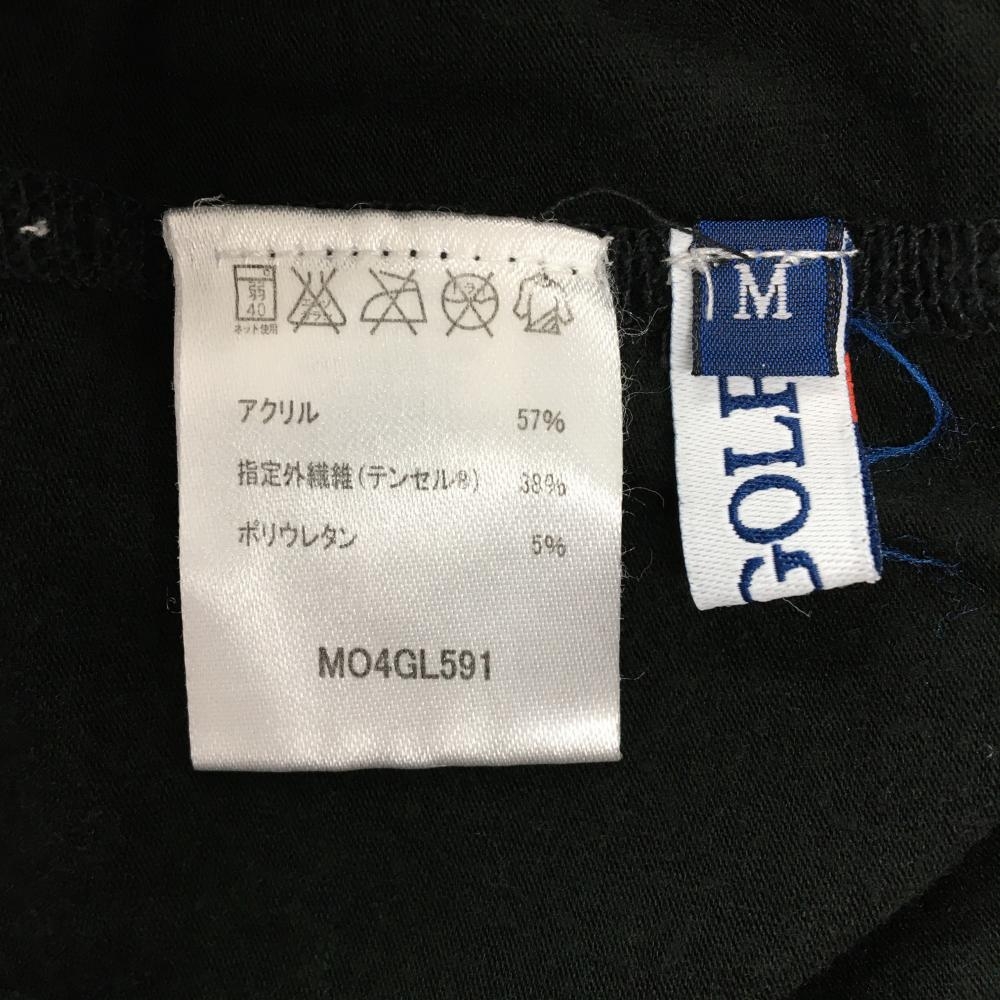 弱
40
ネット使用
アクリル 57%
指定外繊維(テンセル®) 38%
ポリウレタン 5%
MO4GL591
M
GOLF